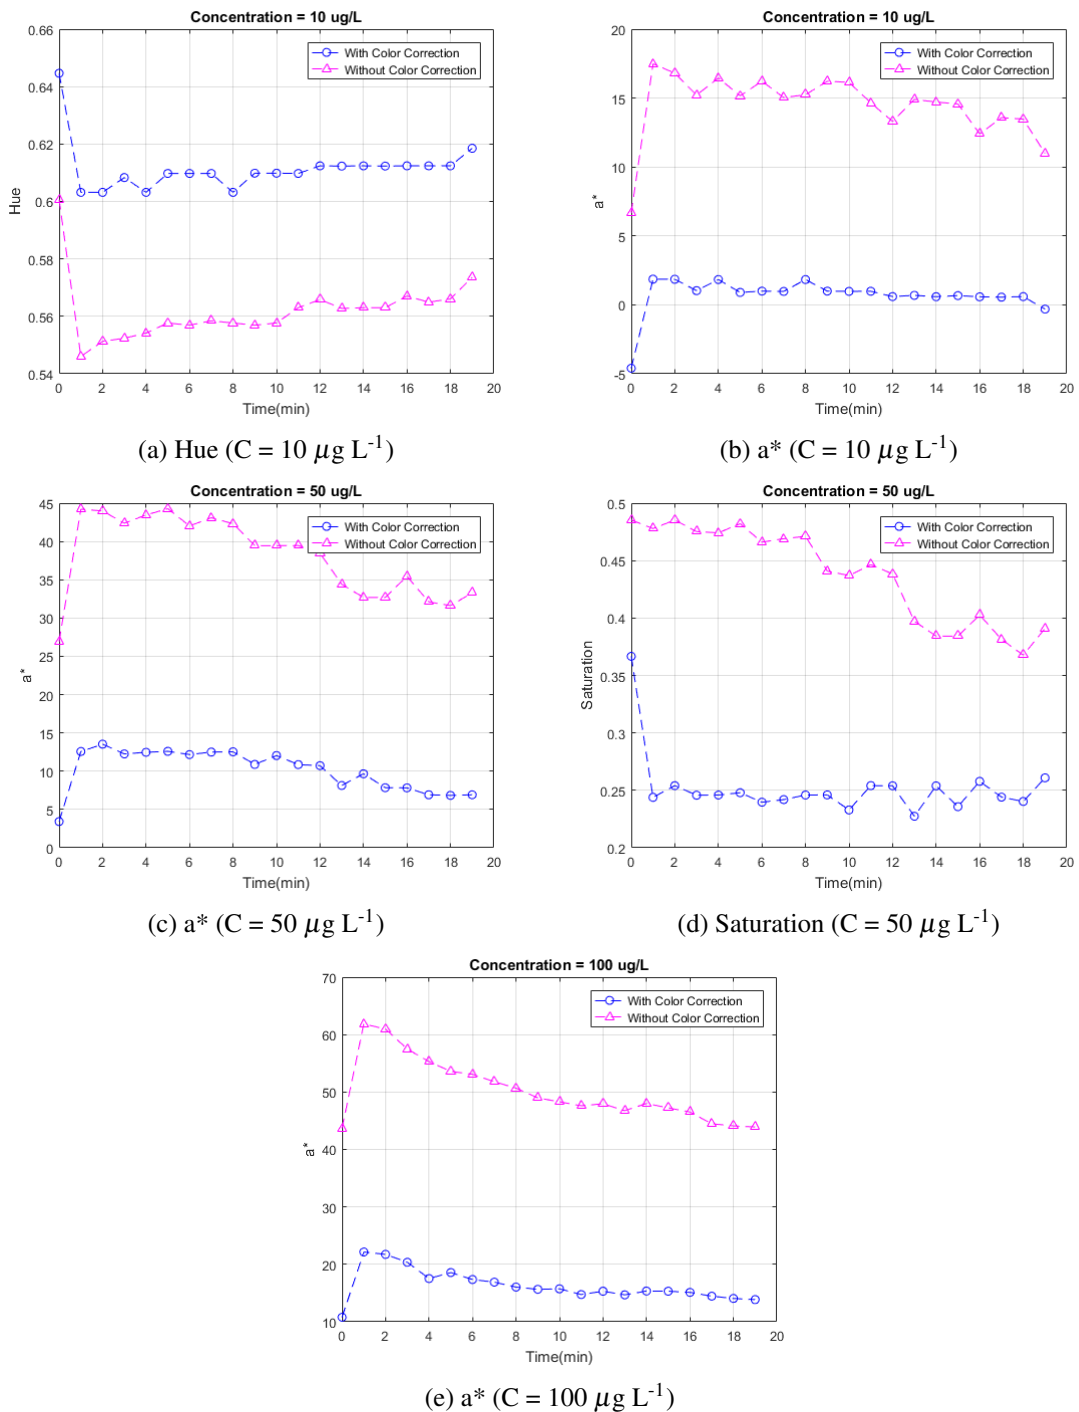 Concentration = 10 ug/L
With Color Correction
Without Color Correction
Hue
0.66
0.64
0.62
0.6
0.58
0.56
0.54
0 2 4 6 8 10 12 14 16 18 20
Time(min)
(a) Hue (C = 10 μg L-1)
Concentration = 10 ug/L
With Color Correction
Without Color Correction
a*
20
15
10
5
0
-5
0 2 4 6 8 10 12 14 16 18 20
Time(min)
(b) a* (C = 10 μg L-1)
Concentration = 50 ug/L
With Color Correction
Without Color Correction
a*
45
40
35
30
25
20
15
10
5
0
0 2 4 6 8 10 12 14 16 18 20
Time(min)
(c) a* (C = 50 μg L-1)
Concentration = 50 ug/L
With Color Correction
Without Color Correction
Saturation
0.5
0.45
0.4
0.35
0.3
0.25
0.2
0 2 4 6 8 10 12 14 16 18 20
Time(min)
(d) Saturation (C = 50 μg L-1)
Concentration = 100 ug/L
With Color Correction
Without Color Correction
a*
70
60
50
40
30
20
10
0 2 4 6 8 10 12 14 16 18 20
Time(min)
(e) a* (C = 100 μg L-1)